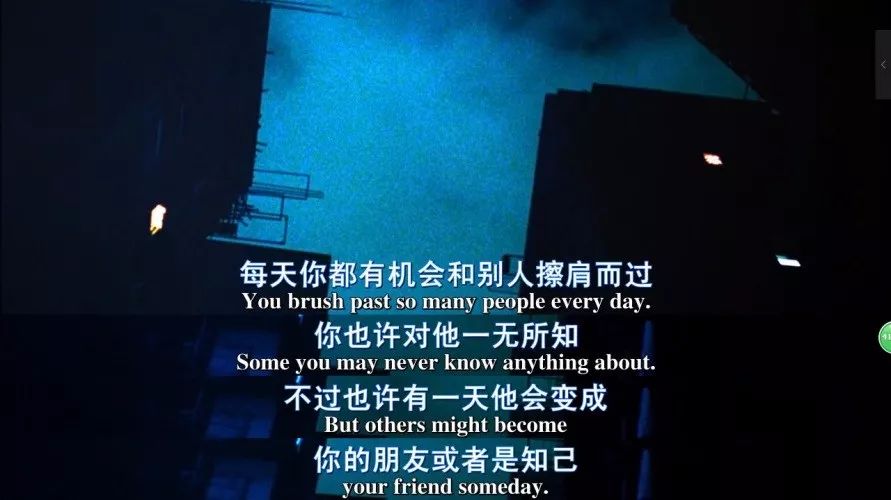 每天你都有机会和别人擦肩而过
You brush past so many people every day.
你也许对他一无所知
Some you may never know anything about.
不过也许有一天他会变成
But others might become
你的朋友或者是知己
your friend someday.